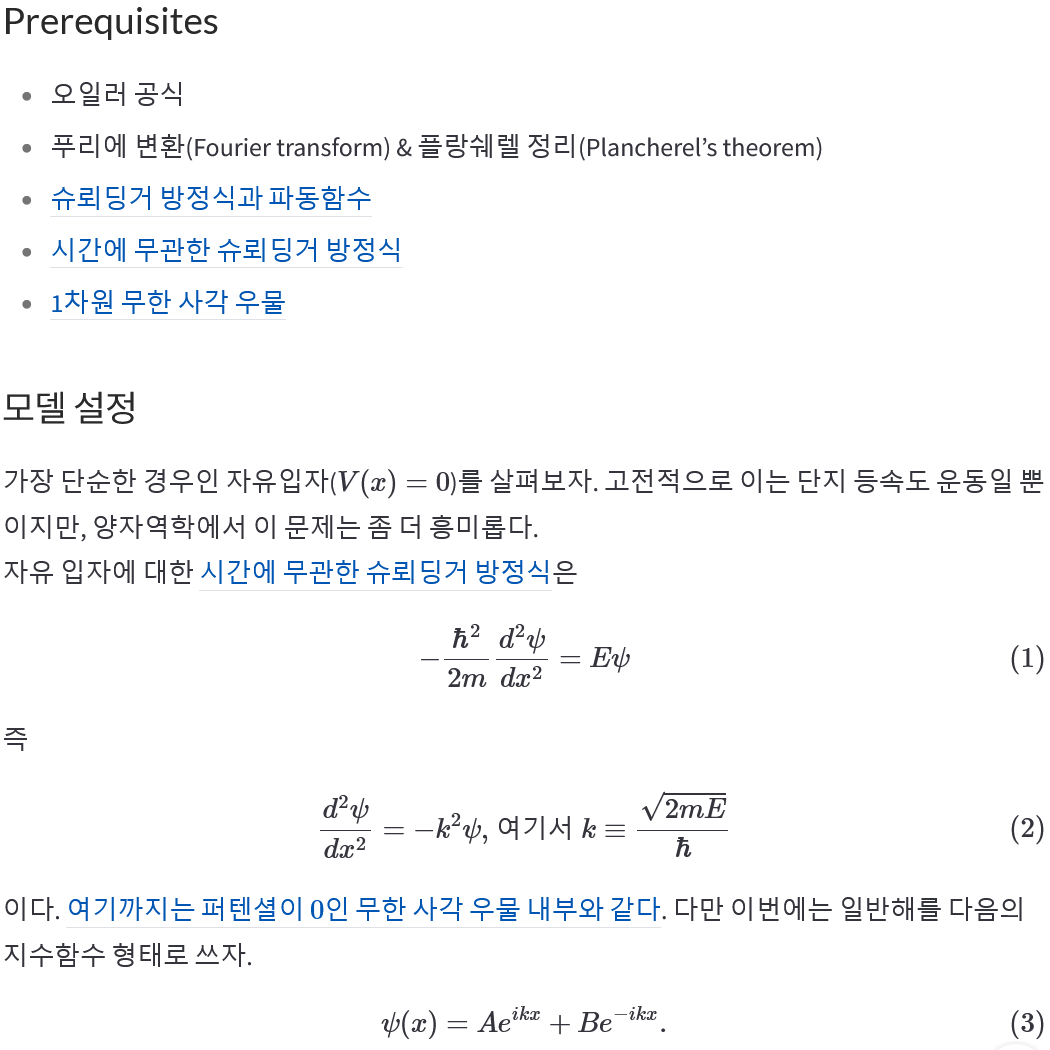 Prerequisites
• 오일러 공식
• 푸리에 변환(Fourier transform) & 플랑쉐렐 정리(Plancherel’s theorem)
• 슈뢰딩거 방정식과 파동함수
• 시간에 무관한 슈뢰딩거 방정식
• 1차원 무한 사각 우물
모델 설정
가장 단순한 경우인 자유입자($V(x) = 0$)를 살펴보자. 고전적으로 이는 단지 등속도 운동일 뿐
이지만, 양자역학에서 이 문제는 좀 더 흥미롭다.
자유 입자에 대한 시간에 무관한 슈뢰딩거 방정식은
$$-\frac{\hbar^2}{2m}\frac{d^2\psi}{dx^2} = E\psi \quad (1)$$
즉
$$\frac{d^2\psi}{dx^2} = -k^2\psi, \text{ 여기서 } k \equiv \frac{\sqrt{2mE}}{\hbar} \quad (2)$$
이다. 여기까지는 퍼텐셜이 0인 무한 사각 우물 내부와 같다. 다만 이번에는 일반해를 다음의
지수함수 형태로 쓰자.
$$\psi(x) = Ae^{ikx} + Be^{-ikx}. \quad (3)$$